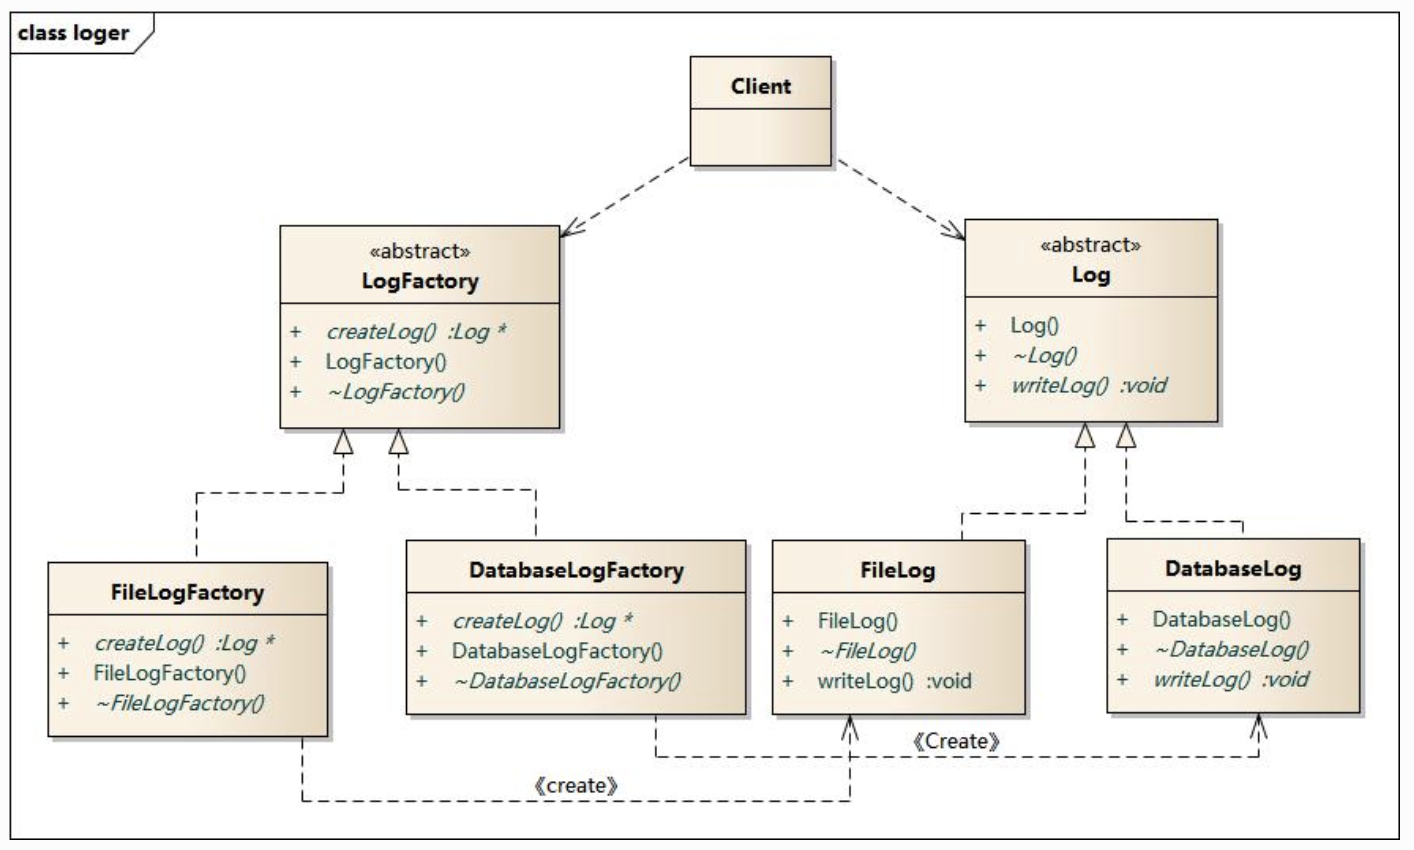 class loger
Client
«abstract»
LogFactory
+ createLog() :Log *
+ LogFactory()
+ ~LogFactory()
«abstract»
Log
+ Log()
+ ~Log()
+ writeLog() :void
FileLogFactory
+ createLog() :Log *
+ FileLogFactory()
+ ~FileLogFactory()
DatabaseLogFactory
+ createLog() :Log *
+ DatabaseLogFactory()
+ ~DatabaseLogFactory()
FileLog
+ FileLog()
+ ~FileLog()
+ writeLog() :void
DatabaseLog
+ DatabaseLog()
+ ~DatabaseLog()
+ writeLog() :void
《Create》
《create》